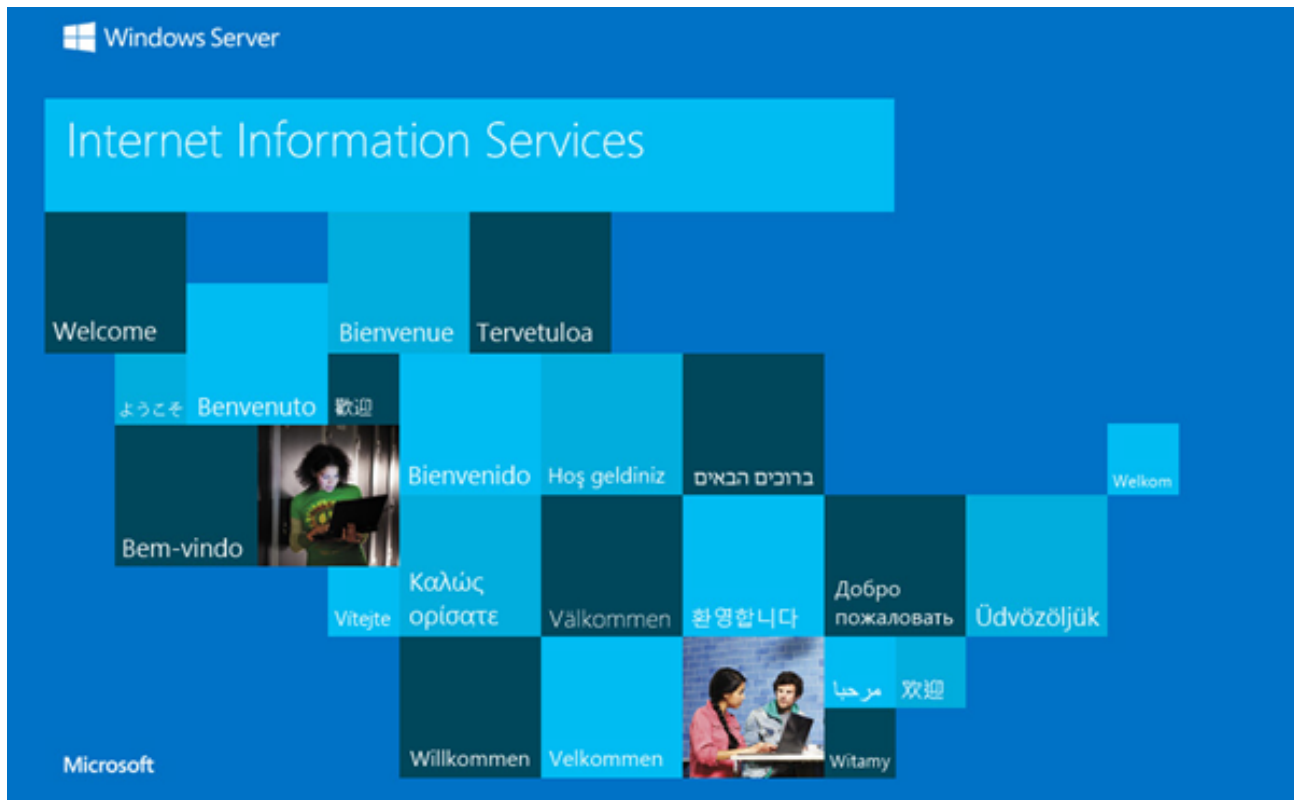 Windows Server
Internet Information Services
Welcome
Bienvenue
Tervetuloa
ようこそ
Benvenuto
歡迎
Bienvenido
Hoş geldiniz
ברוכים הבאים
Welkom
Bem-vindo
Vítejte
Καλώς
ορίσατε
Välkommen
환영합니다
Добро
пожаловать
Üdvözöljük
مرحبا
欢迎
Willkommen
Velkommen
Witamy
Microsoft